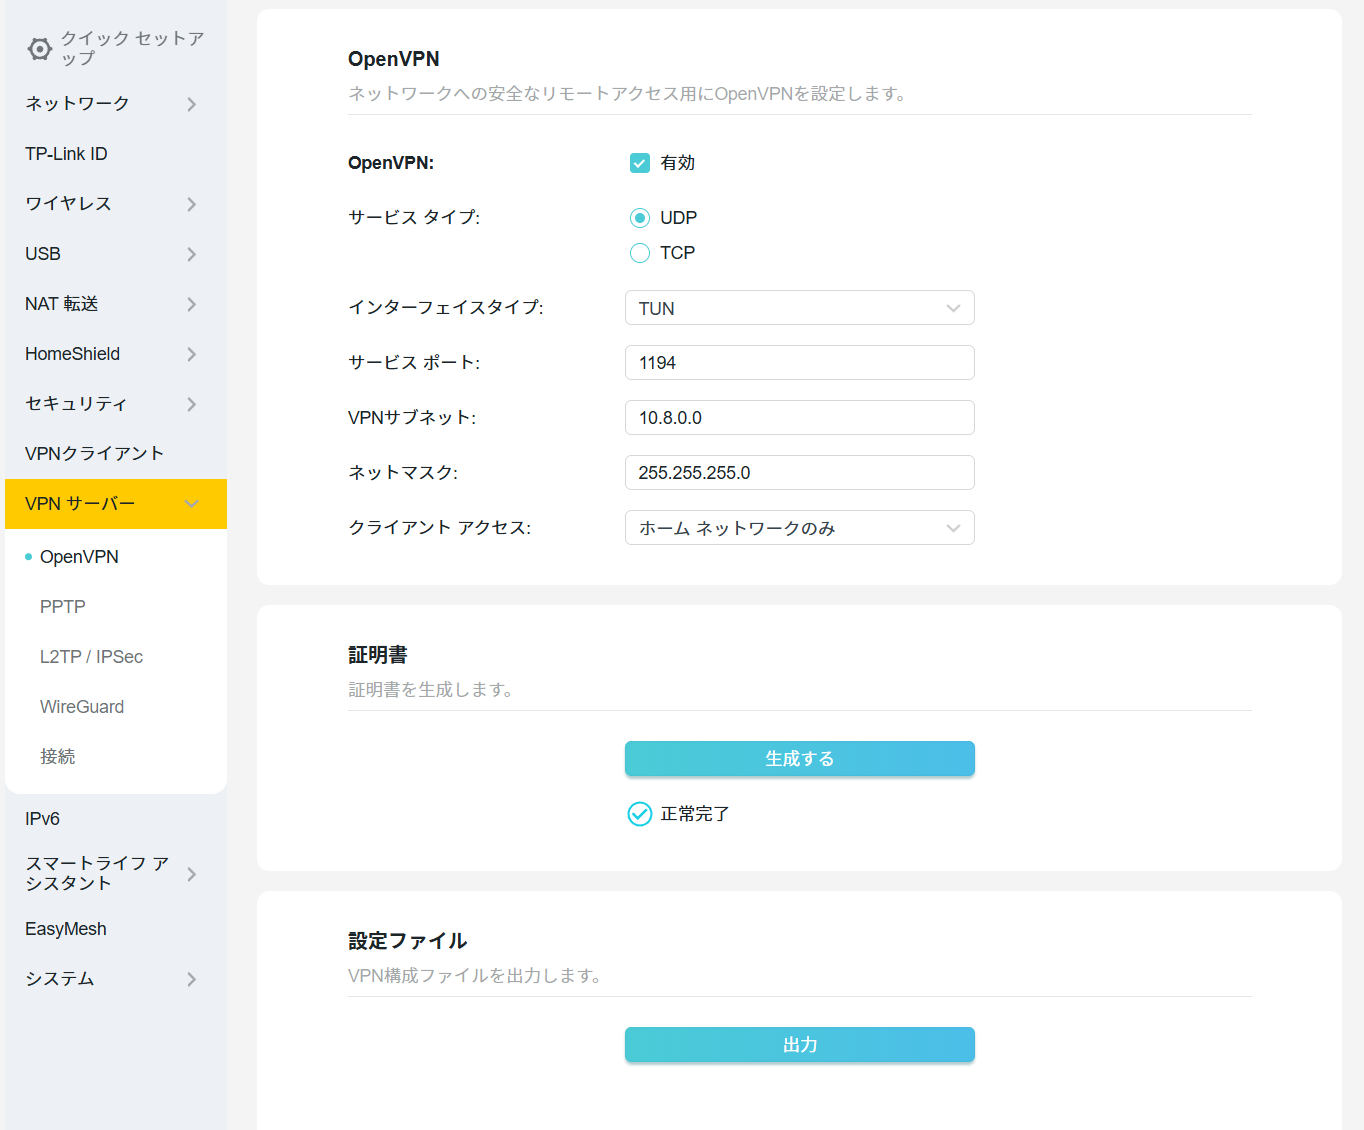 クイック セットア
ップ
ネットワーク
TP-Link ID
ワイヤレス
USB
NAT 転送
HomeShield
セキュリティ
VPNクライアント
VPN サーバー
OpenVPN
PPTP
L2TP / IPSec
WireGuard
接続
IPv6
スマートライフ ア
シスタント
EasyMesh
システム
OpenVPN
ネットワークへの安全なリモートアクセス用にOpenVPNを設定します。
OpenVPN: 有効
サービス タイプ: UDP
TCP
インターフェイスタイプ: TUN
サービス ポート: 1194
VPNサブネット: 10.8.0.0
ネットマスク: 255.255.255.0
クライアント アクセス: ホーム ネットワークのみ
証明書
証明書を生成します。
生成する
正常完了
設定ファイル
VPN構成ファイルを出力します。
出力